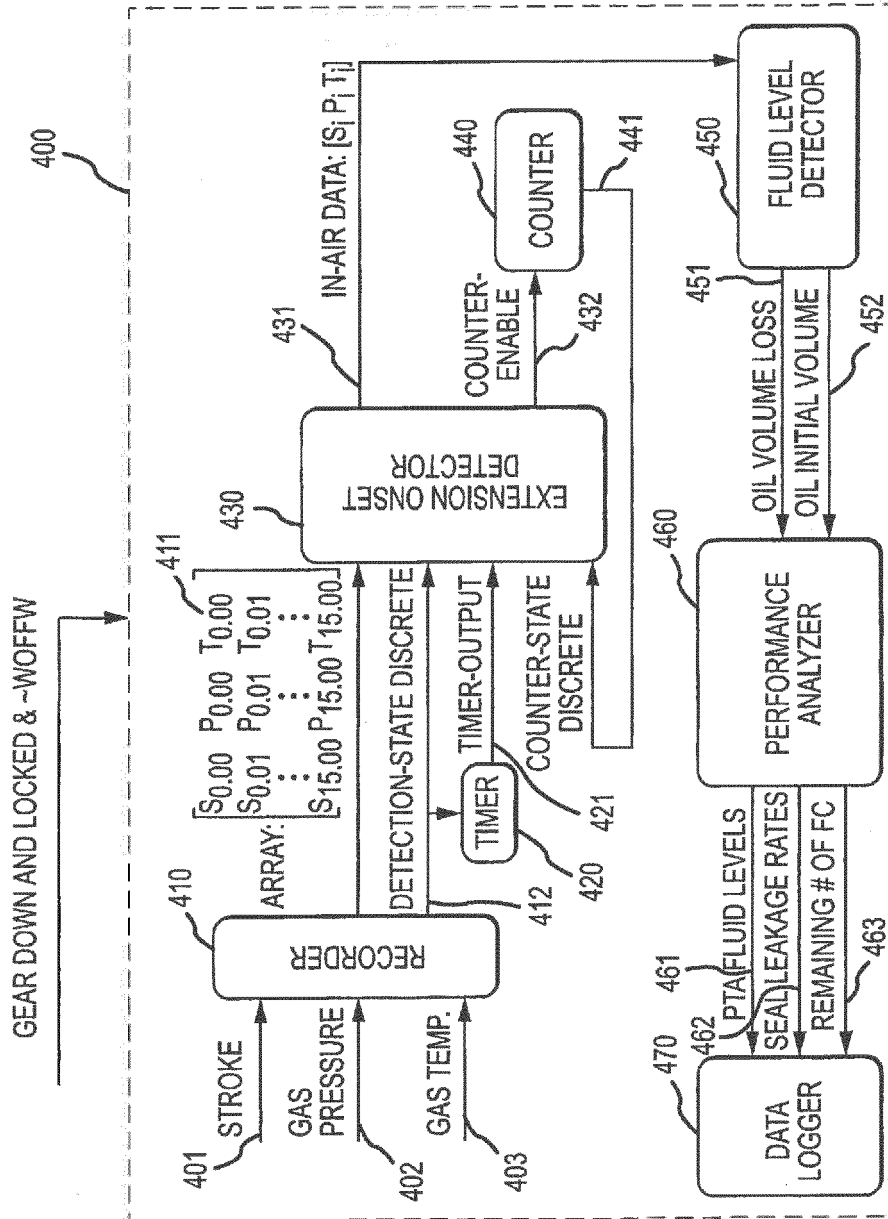 GEAR DOWN AND LOCKED & ~WOFFW
400
STROKE
401
GAS
PRESSURE
402
GAS TEMP.
403
410
RECORDER
ARRAY:
S0.00 P0.00 T0.00
S0.01 P0.01 T0.01
⋮ ⋮ ⋮
S15.00 P15.00 T15.00
411
DETECTION-STATE DISCRETE
412
TIMER
420
TIMER-OUTPUT
421
COUNTER-STATE
DISCRETE
430
EXTENSION ONSET
DETECTOR
431
IN-AIR DATA: [Si Pi Ti]
COUNTER-
ENABLE
432
440
COUNTER
441
FLUID LEVEL
DETECTOR
450
451
OIL VOLUME LOSS
OIL INITIAL VOLUME
452
460
PERFORMANCE
ANALYZER
PTA FLUID LEVELS
461
SEAL LEAKAGE RATES
462
REMAINING # OF FC
463
470
DATA
LOGGER